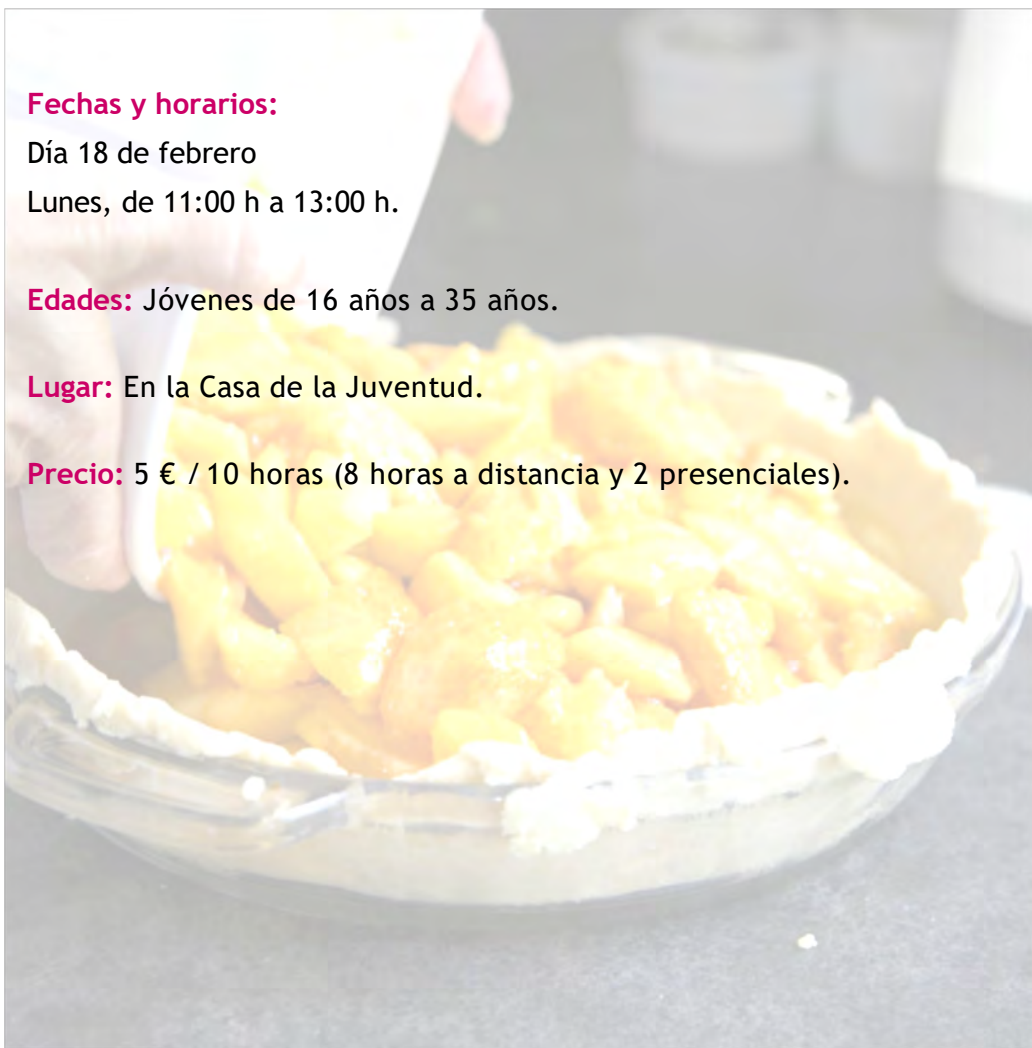 Fechas y horarios:
Día 18 de febrero
Lunes, de 11:00 h a 13:00 h.
Edades: Jóvenes de 16 años a 35 años.
Lugar: En la Casa de la Juventud.
Precio: 5 € / 10 horas (8 horas a distancia y 2 presenciales).